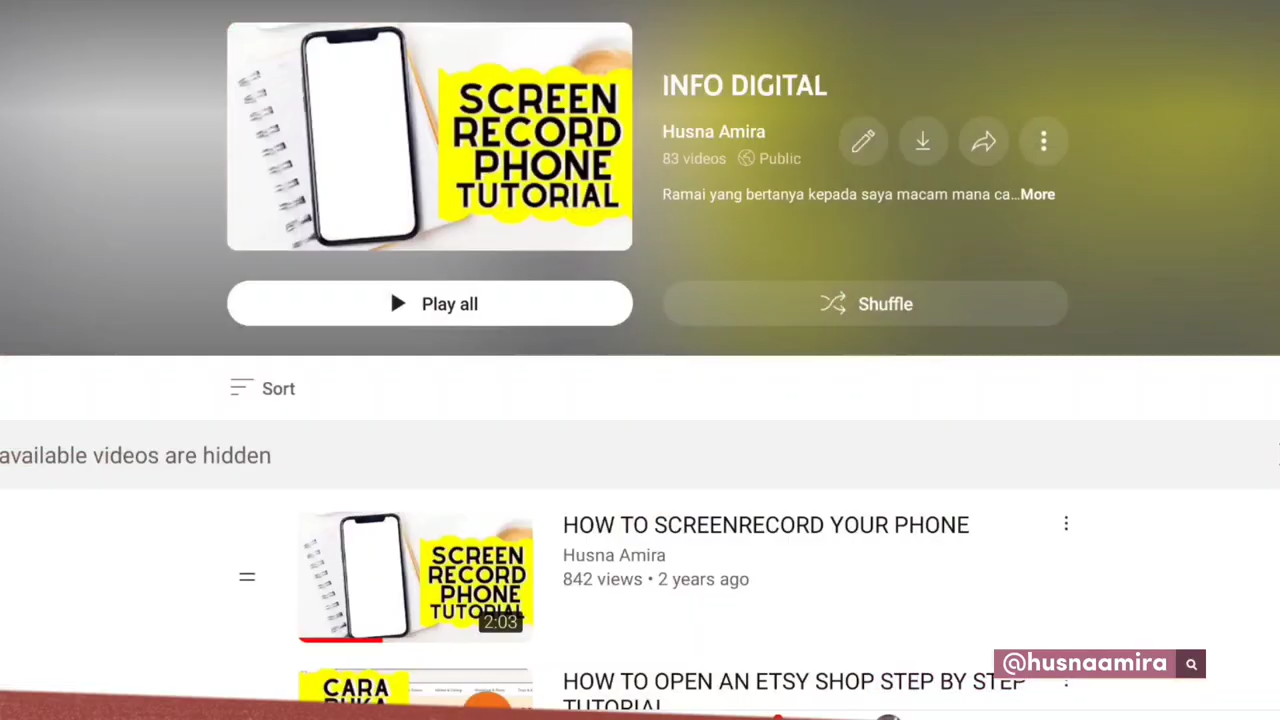 SCREEN
RECORD
PHONE
TUTORIAL
INFO DIGITAL
Husna Amira
83 videos Public
Ramai yang bertanya kepada saya macam mana ca...More
Play all
Shuffle
Sort
available videos are hidden
SCREEN
RECORD
PHONE
TUTORIAL
2:03
HOW TO SCREENRECORD YOUR PHONE
Husna Amira
842 views • 2 years ago
@husnaamira
CARA
BUKA
HOW TO OPEN AN ETSY SHOP STEP BY STEP
TUTORIAL